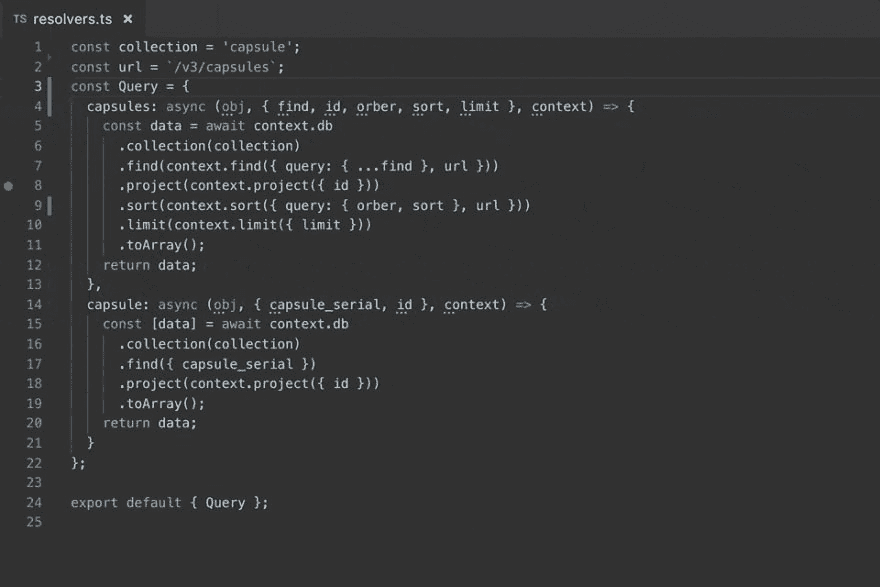 TS resolvers.ts ×
1 const collection = 'capsule';
2 const url = `/v3/capsules`;
3 const Query = {
4   capsules: async (obj, { find, id, orber, sort, limit }, context) => {
5     const data = await context.db
6       .collection(collection)
7       .find(context.find({ query: { ...find }, url }))
8       .project(context.project({ id }))
9       .sort(context.sort({ query: { orber, sort }, url }))
10       .limit(context.limit({ limit }))
11       .toArray();
12     return data;
13   },
14   capsule: async (obj, { capsule_serial, id }, context) => {
15     const [data] = await context.db
16       .collection(collection)
17       .find({ capsule_serial })
18       .project(context.project({ id }))
19       .toArray();
20     return data;
21   }
22 };
23
24 export default { Query };
25